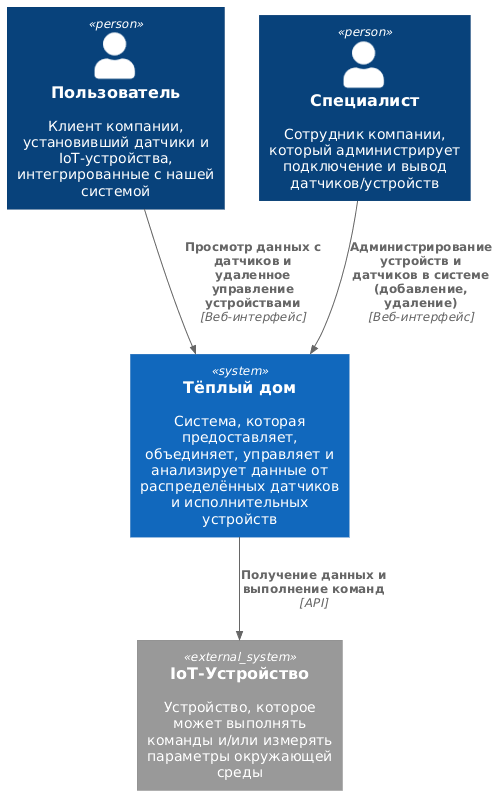 «person»
Пользователь
Клиент компании,
установивший датчики и
IoT-устройства,
интегрированные с нашей
системой
«person»
Специалист
Сотрудник компании,
который администрирует
подключение и вывод
датчиков/устройств
Просмотр данных с
датчиков и
удаленное
управление
устройствами
[Веб-интерфейс]
Администрирование
устройств и
датчиков в системе
(добавление,
удаление)
[Веб-интерфейс]
«system»
Тёплый дом
Система, которая
предоставляет,
объединяет, управляет и
анализирует данные от
распределённых датчиков
и исполнительных
устройств
Получение данных и
выполнение команд
[API]
«external_system»
IoT-Устройство
Устройство, которое
может выполнять
команды и/или измерять
параметры окружающей
среды